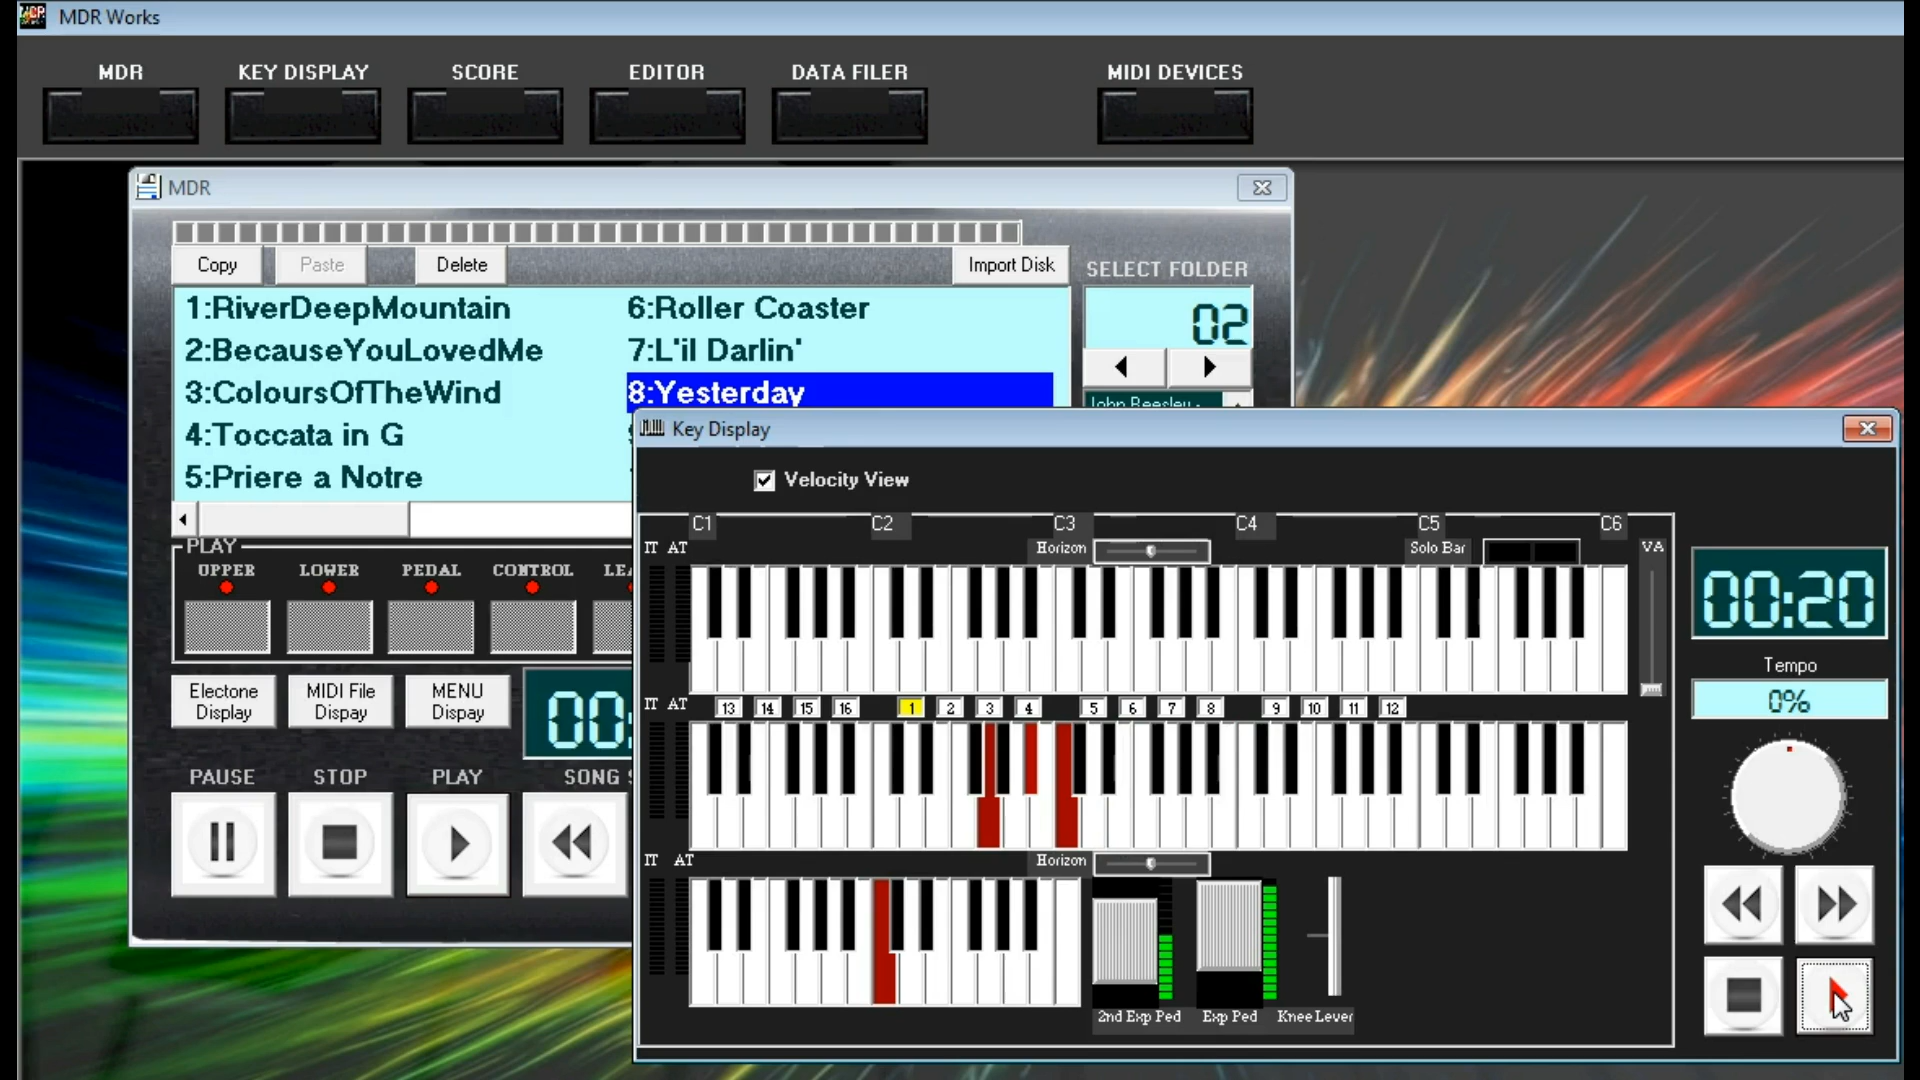 MDR Works
MDR KEY DISPLAY SCORE EDITOR DATA FILER MIDI DEVICES
MDR
Copy Paste Delete Import Disk
SELECT FOLDER
02
1:RiverDeepMountain 6:Roller Coaster
2:BecauseYouLovedMe 7:L'il Darlin'
3:ColoursOfTheWind 8:Yesterday
4:Toccata in G
5:Priere a Notre
John Beesley -
Key Display
Velocity View
C1 C2 C3 C4 C5 C6
IT AT Horizon Solo Bar VA
00:20
Tempo
0%
IT AT 13 14 15 16 1 2 3 4 5 6 7 8 9 10 11 12
IT AT Horizon
2nd Exp Ped Exp Ped Knee Lever
PLAY
UPPER LOWER PEDAL CONTROL
Electone Display
MIDI File Dispay
MENU Dispay
00:
PAUSE STOP PLAY SONG